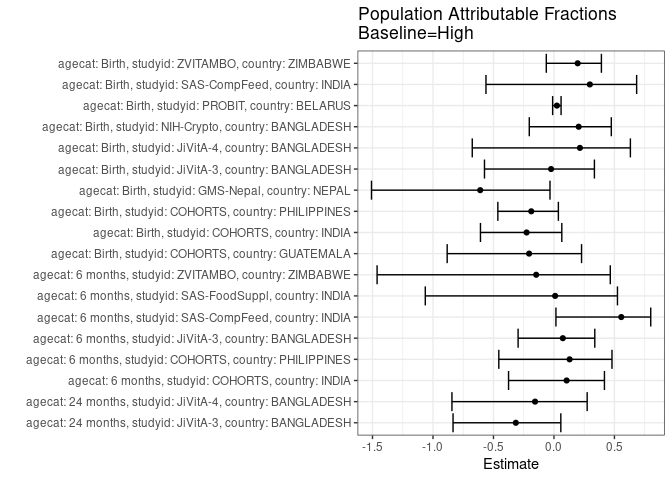 Population Attributable Fractions
Baseline=High
agecat: Birth, studyid: ZVITAMBO, country: ZIMBABWE
agecat: Birth, studyid: SAS-CompFeed, country: INDIA
agecat: Birth, studyid: PROBIT, country: BELARUS
agecat: Birth, studyid: NIH-Crypto, country: BANGLADESH
agecat: Birth, studyid: JiVitA-4, country: BANGLADESH
agecat: Birth, studyid: JiVitA-3, country: BANGLADESH
agecat: Birth, studyid: GMS-Nepal, country: NEPAL
agecat: Birth, studyid: COHORTS, country: PHILIPPINES
agecat: Birth, studyid: COHORTS, country: INDIA
agecat: Birth, studyid: COHORTS, country: GUATEMALA
agecat: 6 months, studyid: ZVITAMBO, country: ZIMBABWE
agecat: 6 months, studyid: SAS-FoodSuppl, country: INDIA
agecat: 6 months, studyid: SAS-CompFeed, country: INDIA
agecat: 6 months, studyid: JiVitA-3, country: BANGLADESH
agecat: 6 months, studyid: COHORTS, country: PHILIPPINES
agecat: 6 months, studyid: COHORTS, country: INDIA
agecat: 24 months, studyid: JiVitA-4, country: BANGLADESH
agecat: 24 months, studyid: JiVitA-3, country: BANGLADESH
-1.5 -1.0 -0.5 0.0 0.5
Estimate